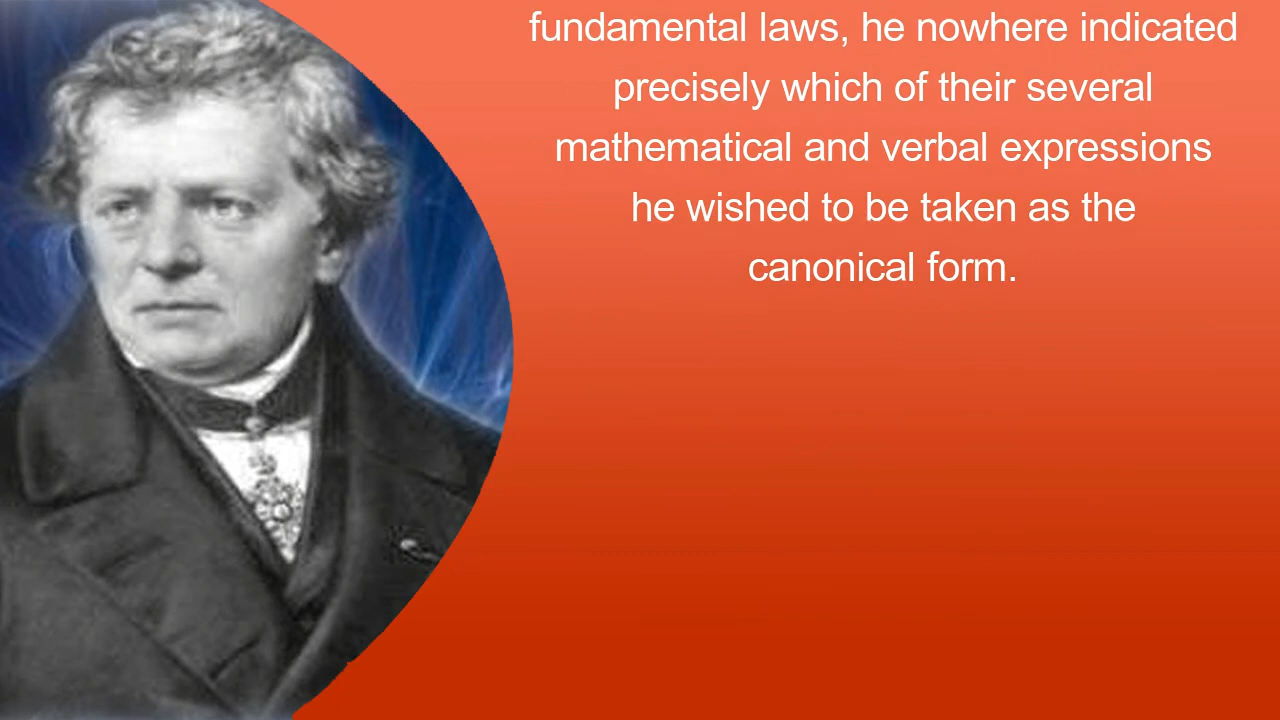 fundamental laws, he nowhere indicated
precisely which of their several
mathematical and verbal expressions
he wished to be taken as the
canonical form.